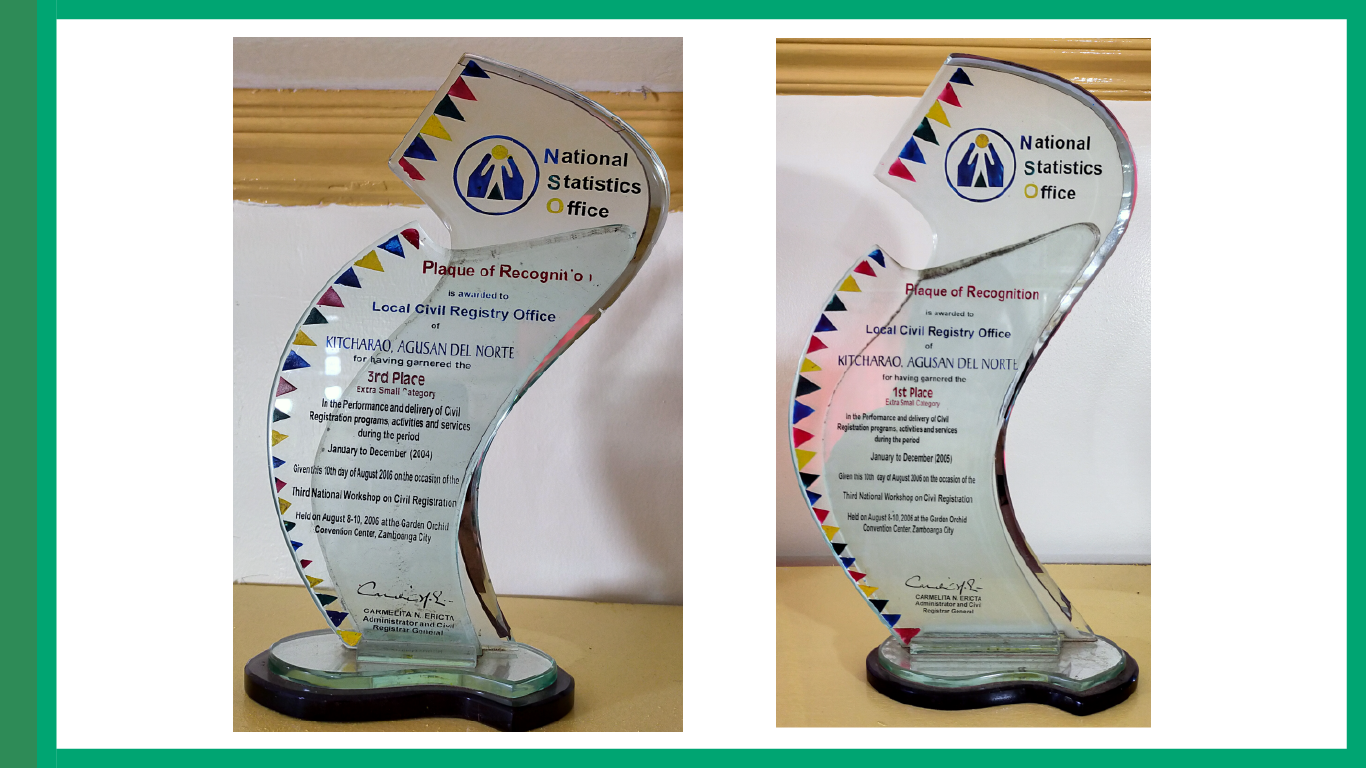 National
Statistics
Office
Plaque of Recognition
is awarded to
Local Civil Registry Office
of
KITCHARAO, AGUSAN DEL NORTE
for having garnered the
3rd Place
Extra Small Category
In the Performance and delivery of Civil
Registration programs, activities and services
during the period
January to December (2004)
Given this 10th day of August 2006 on the occasion of the
Third National Workshop on Civil Registration
Held on August 8-10, 2006 at the Garden Orchid
Convention Center, Zamboanga City
CARMELITA N. ERICTA
Administrator and Civil
Registrar General
National
Statistics
Office
Plaque of Recognition
is awarded to
Local Civil Registry Office
of
KITCHARAO, AGUSAN DEL NORTE
for having garnered the
1st Place
Extra Small Category
In the Performance and delivery of Civil
Registration programs, activities and services
during the period
January to December (2005)
Given this 10th day of August 2006 on the occasion of the
Third National Workshop on Civil Registration
Held on August 8-10, 2006 at the Garden Orchid
Convention Center, Zamboanga City
CARMELITA N. ERICTA
Administrator and Civil
Registrar General